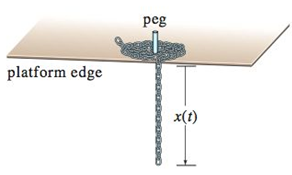 peg
platform edge
x(t)